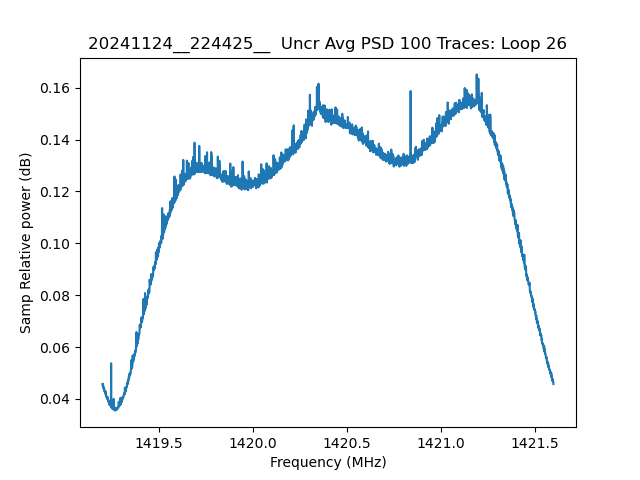 20241124__224425__  Uncr Avg PSD 100 Traces: Loop 26
Samp Relative power (dB)
0.16
0.14
0.12
0.10
0.08
0.06
0.04
1419.5 1420.0 1420.5 1421.0 1421.5
Frequency (MHz)